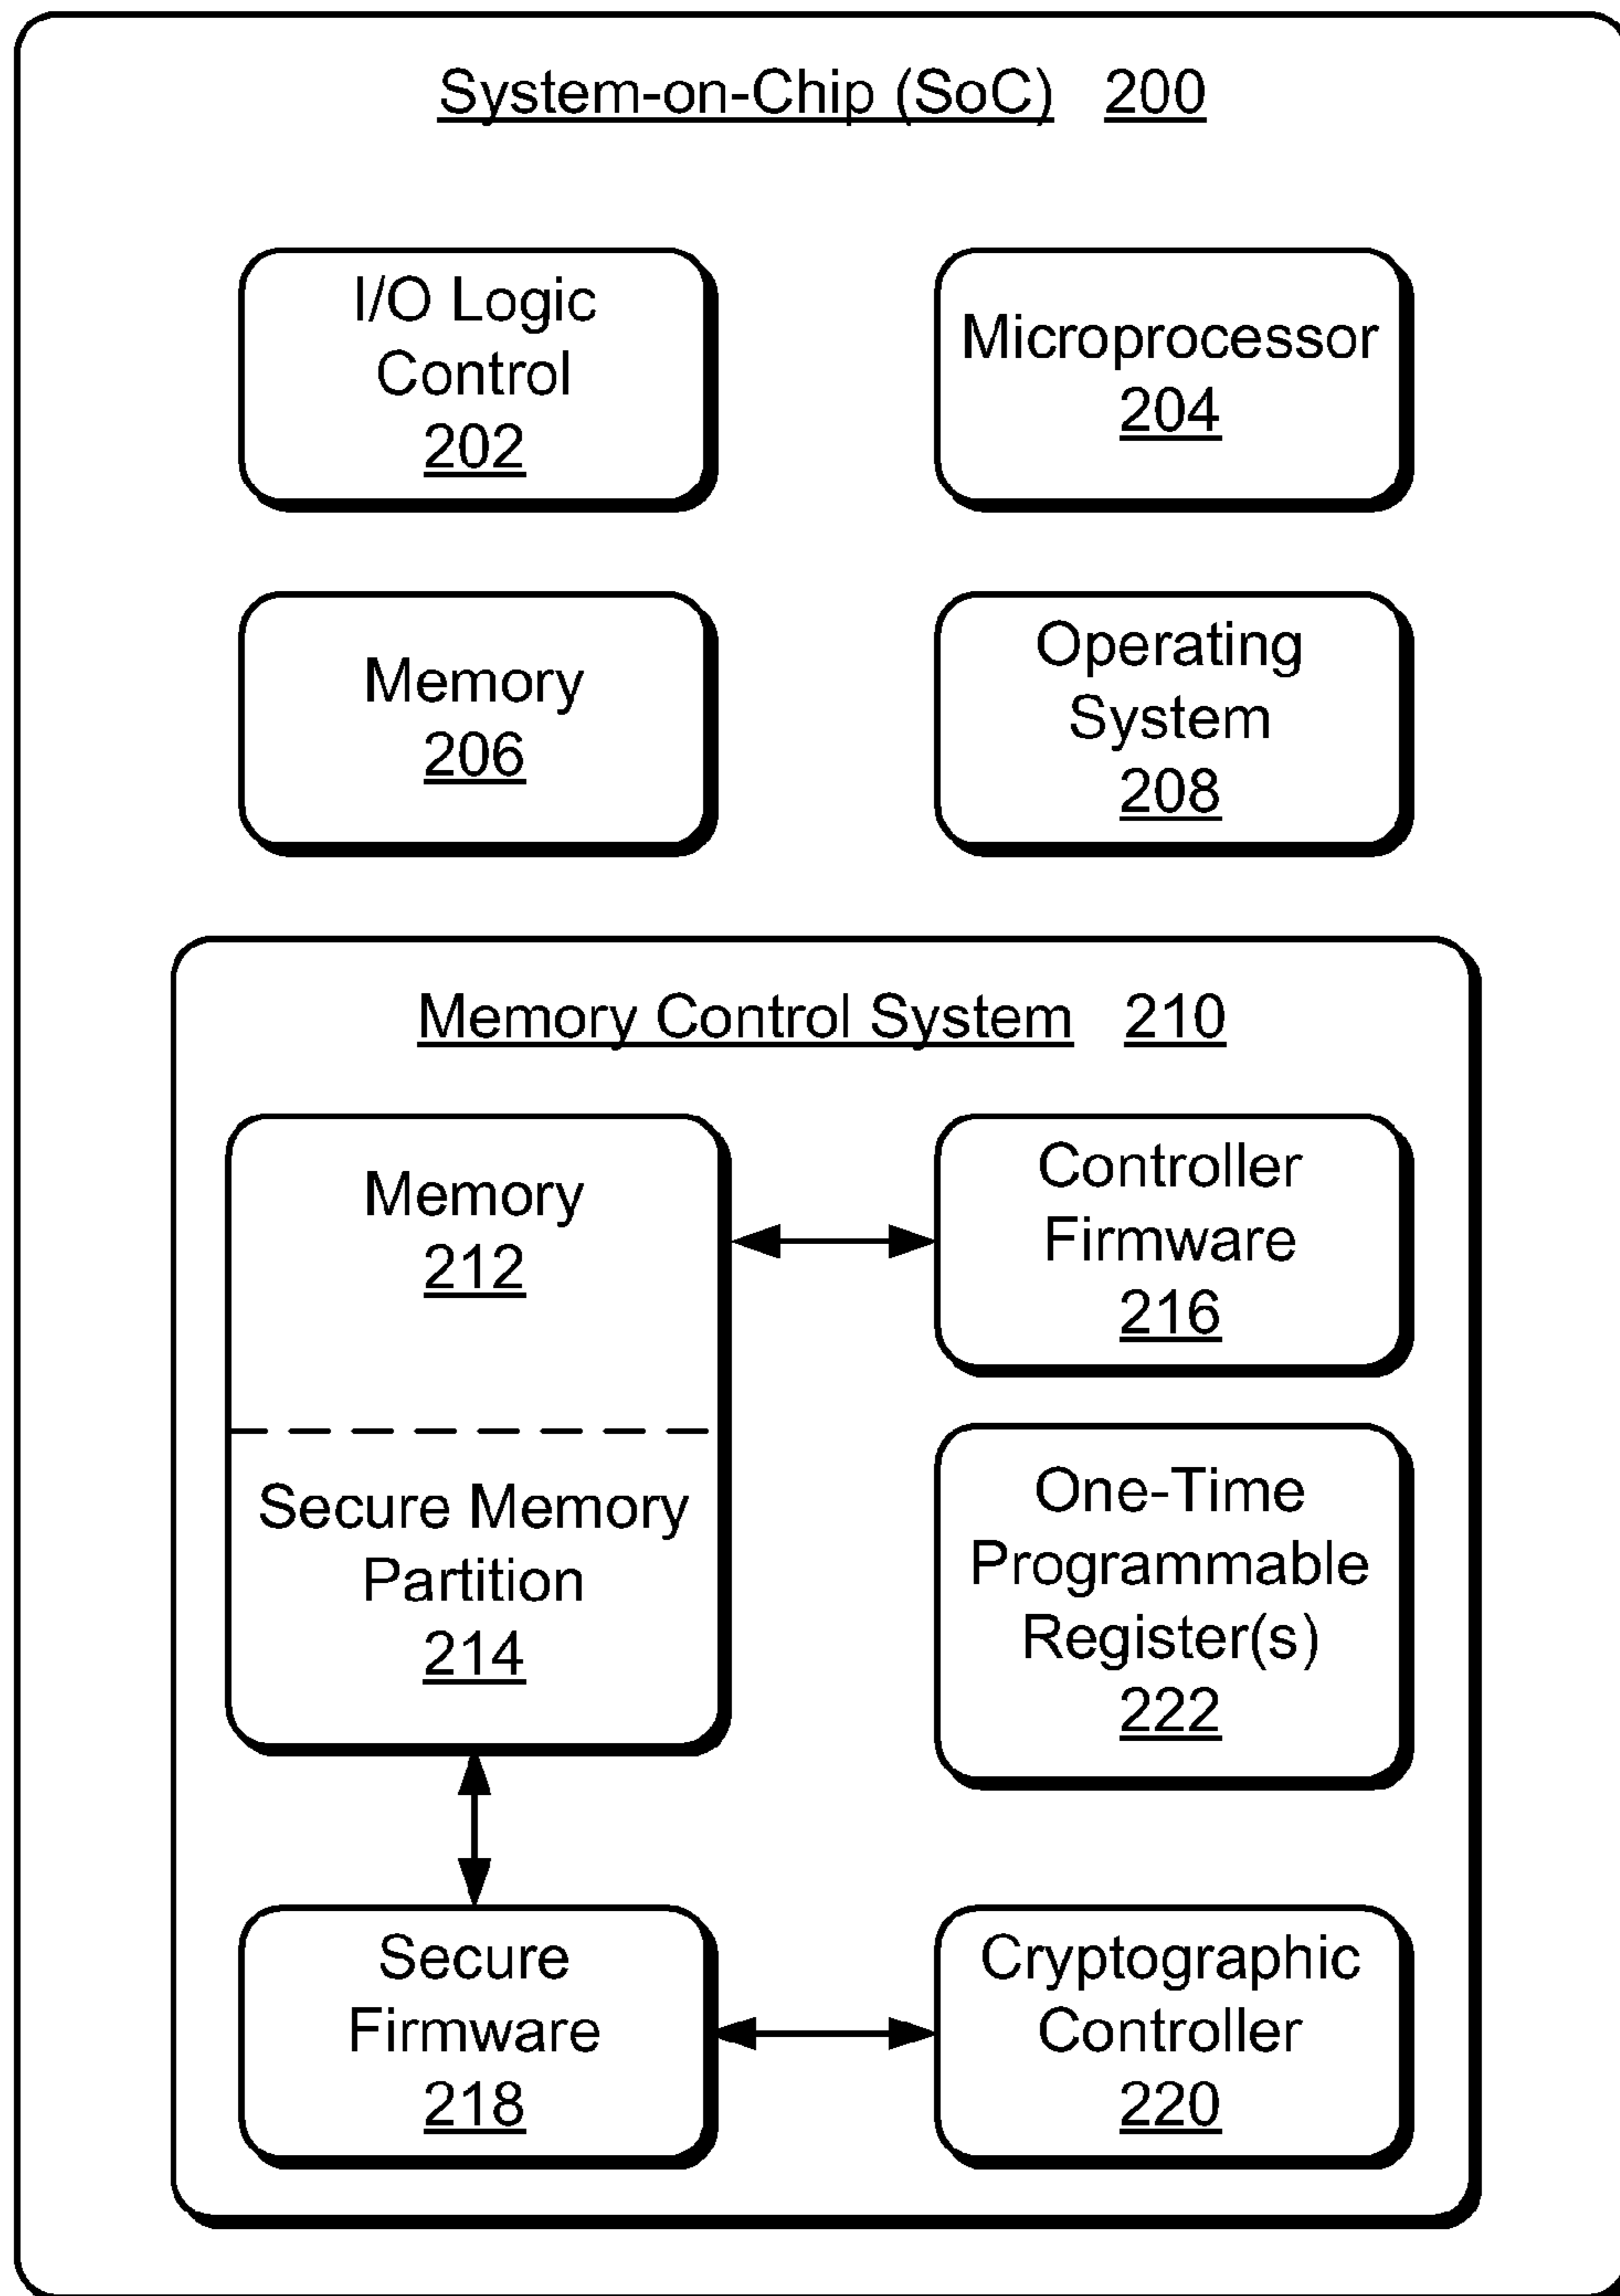 System-on-Chip (SoC) 200
I/O Logic
Control
202
Microprocessor
204
Memory
206
Operating
System
208
Memory Control System 210
Memory
212
Controller
Firmware
216
Secure Memory
Partition
214
One-Time
Programmable
Register(s)
222
Secure
Firmware
218
Cryptographic
Controller
220